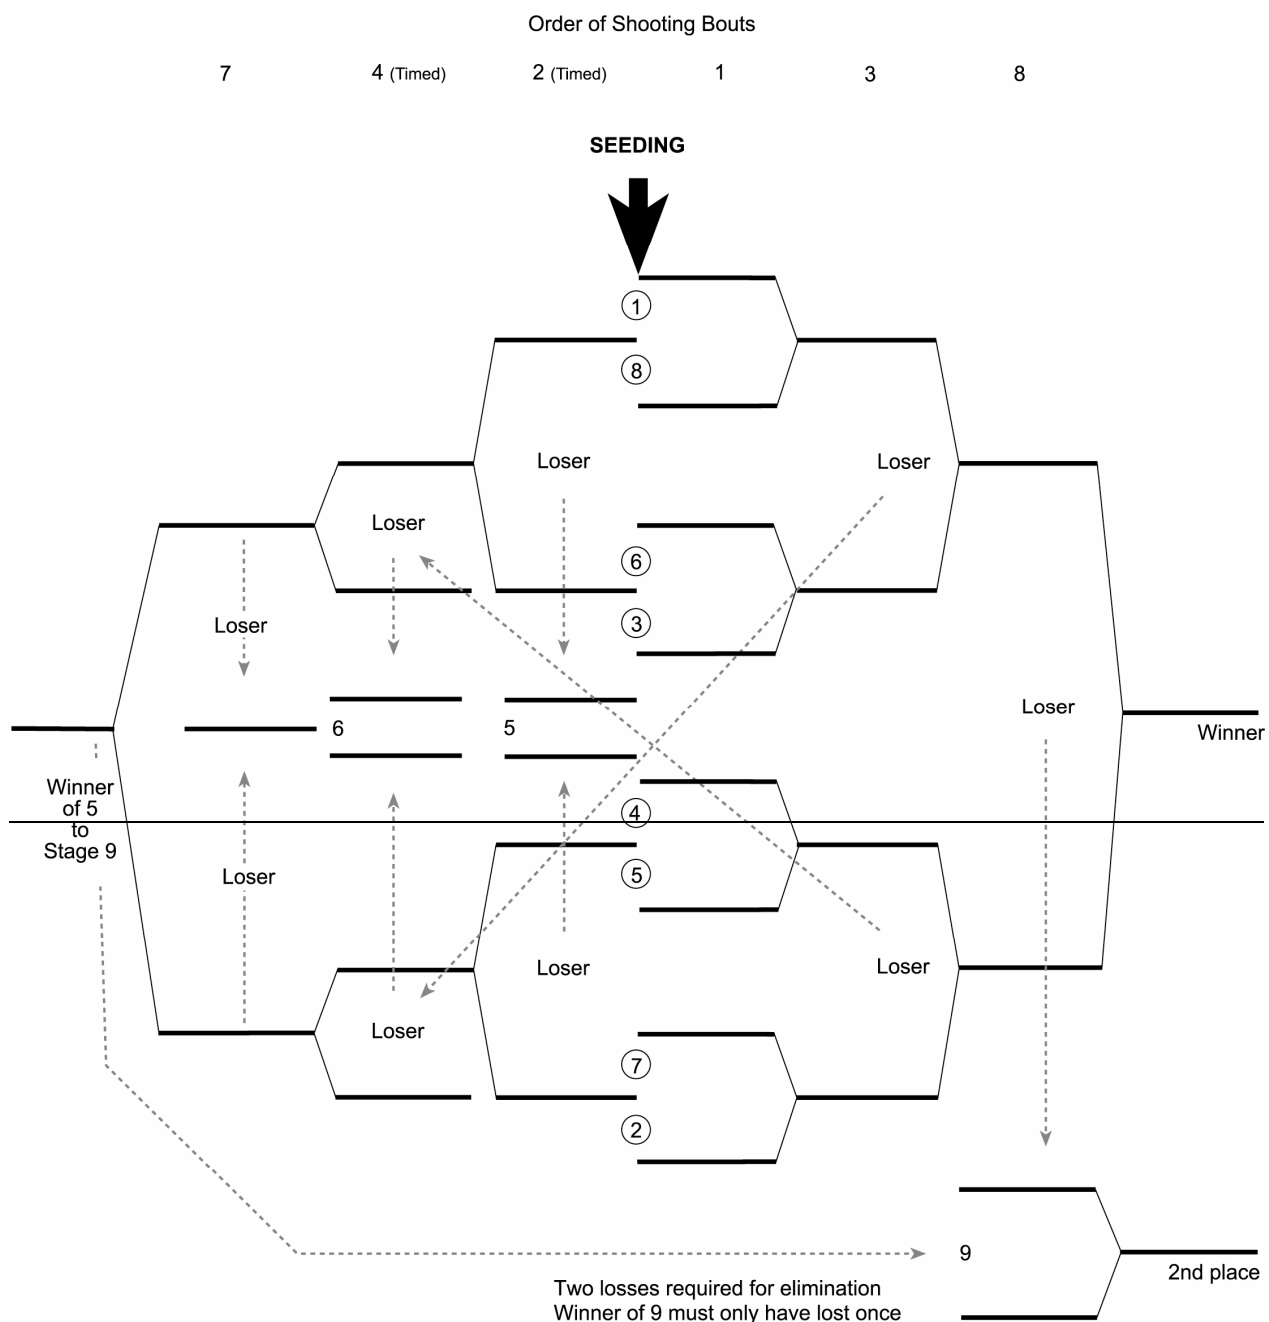 Order of Shooting Bouts
7 4 (Timed) 2 (Timed) 1 3 8
SEEDING
1
8
Loser Loser
Loser
6
3
Loser
6 5
Loser
Winner
Winner
of 5
to
Stage 9
4
5
Loser
Loser Loser
Loser
7
2
9
2nd place
Two losses required for elimination
Winner of 9 must only have lost once